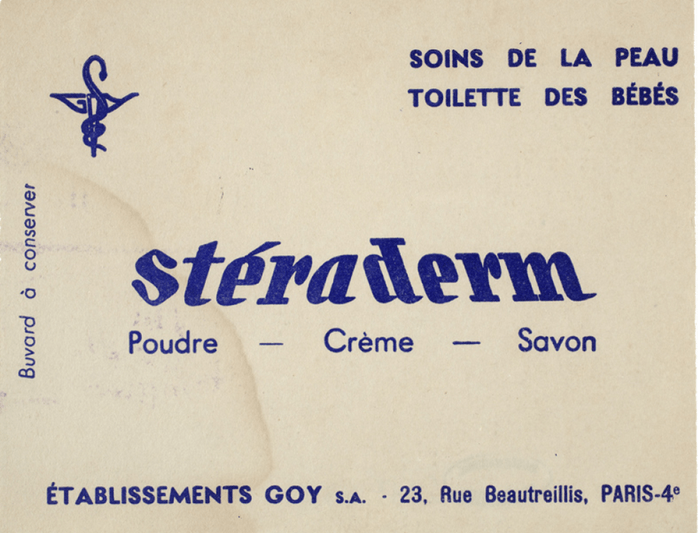 SOINS DE LA PEAU
TOILETTE DES BÉBÉS
GOY
Buvard à conserver
stéraderm
Poudre — Crème — Savon
ÉTABLISSEMENTS GOY S.A. - 23, Rue Beautreillis, PARIS-4e